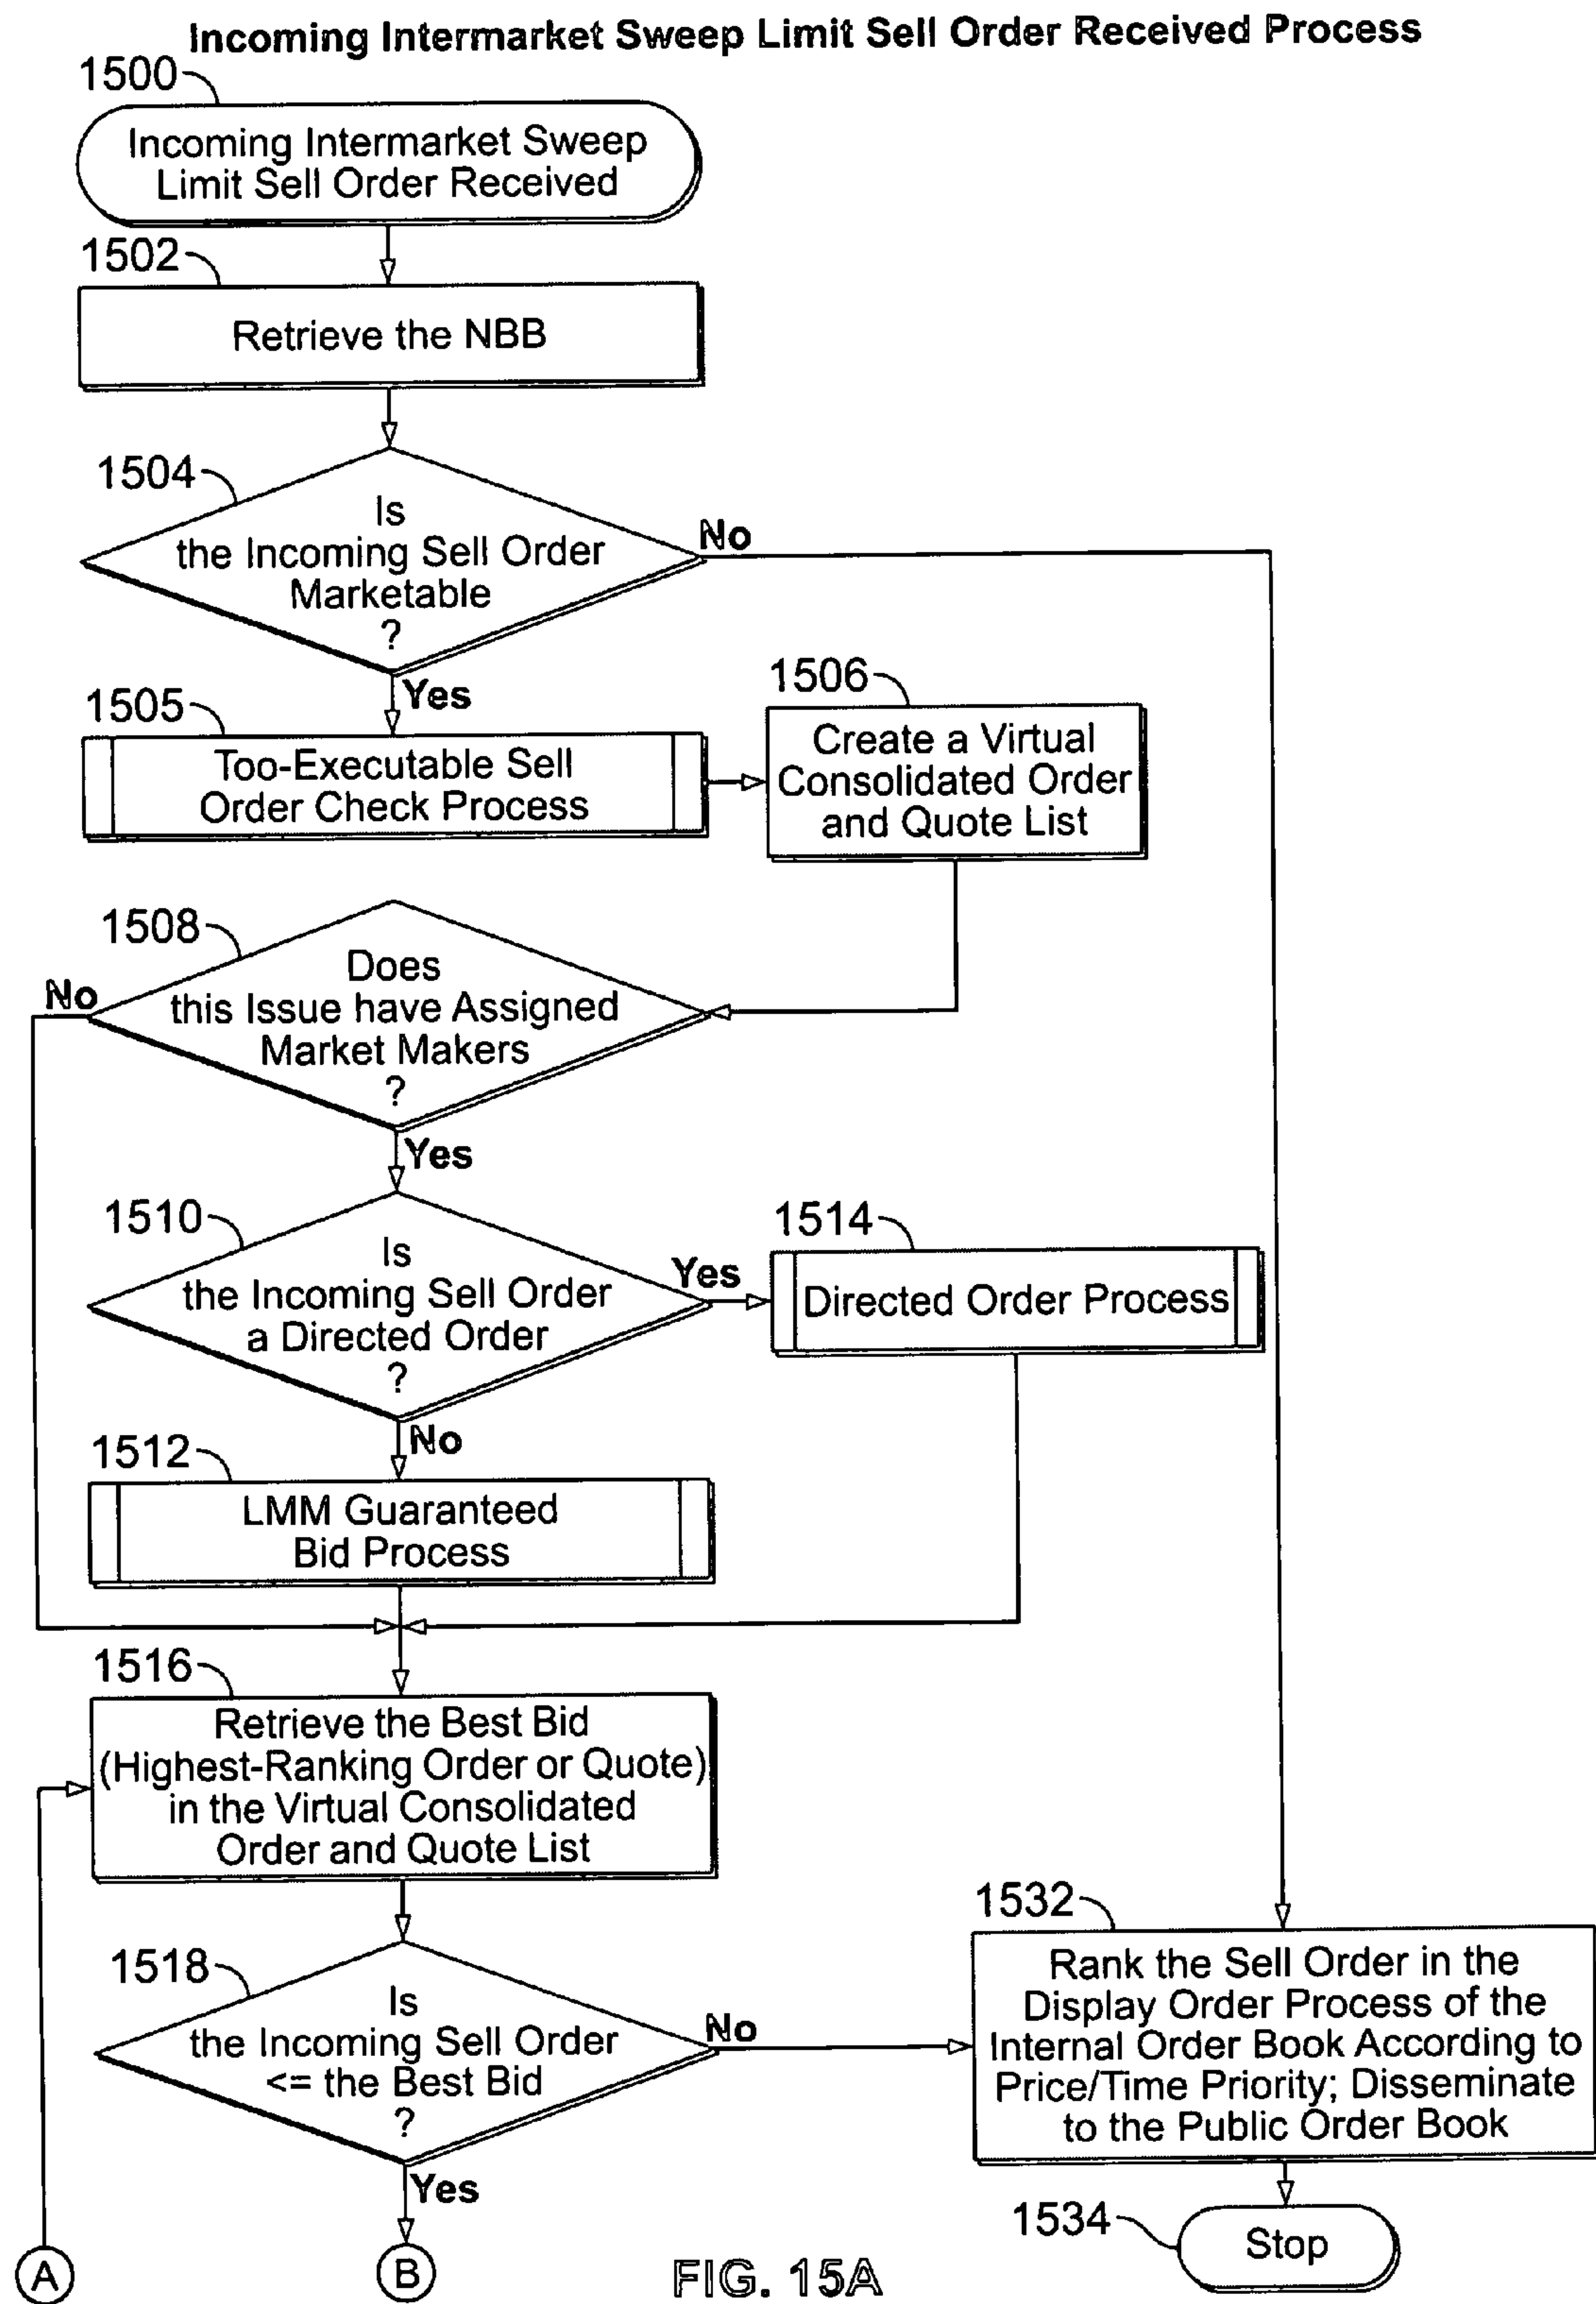 Incoming Intermarket Sweep Limit Sell Order Received Process
1500
Incoming Intermarket Sweep
Limit Sell Order Received
1502
Retrieve the NBB
1504
Is
the Incoming Sell Order
Marketable
?
No
Yes
1505
Too-Executable Sell
Order Check Process
1506
Create a Virtual
Consolidated Order
and Quote List
1508
Does
this Issue have Assigned
Market Makers
?
No
Yes
1510
Is
the Incoming Sell Order
a Directed Order
?
Yes
1514
Directed Order Process
No
1512
LMM Guaranteed
Bid Process
1516
Retrieve the Best Bid
(Highest-Ranking Order or Quote)
in the Virtual Consolidated
Order and Quote List
1518
Is
the Incoming Sell Order
<= the Best Bid
?
No
Yes
1532
Rank the Sell Order in the
Display Order Process of the
Internal Order Book According to
Price/Time Priority; Disseminate
to the Public Order Book
1534
Stop
A
B
FIG. 15A